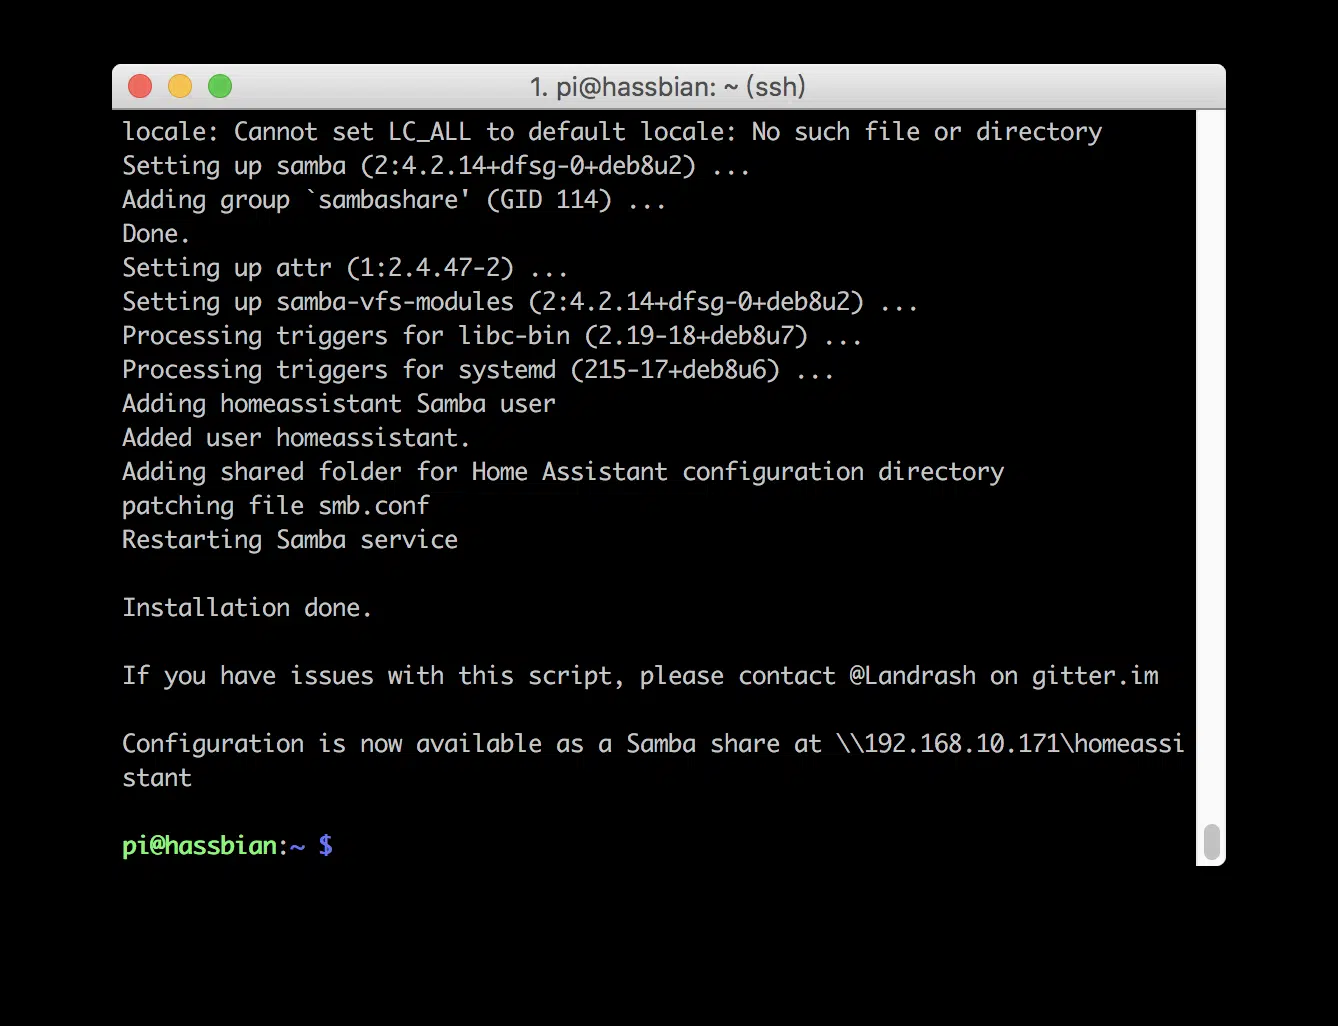 1. pi@hassbian: ~ (ssh)
locale: Cannot set LC_ALL to default locale: No such file or directory
Setting up samba (2:4.2.14+dfsg-0+deb8u2) ...
Adding group `sambashare' (GID 114) ...
Done.
Setting up attr (1:2.4.47-2) ...
Setting up samba-vfs-modules (2:4.2.14+dfsg-0+deb8u2) ...
Processing triggers for libc-bin (2.19-18+deb8u7) ...
Processing triggers for systemd (215-17+deb8u6) ...
Adding homeassistant Samba user
Added user homeassistant.
Adding shared folder for Home Assistant configuration directory
patching file smb.conf
Restarting Samba service
Installation done.
If you have issues with this script, please contact @Landrash on gitter.im
Configuration is now available as a Samba share at \\192.168.10.171\homeassi
stant
pi@hassbian:~ $